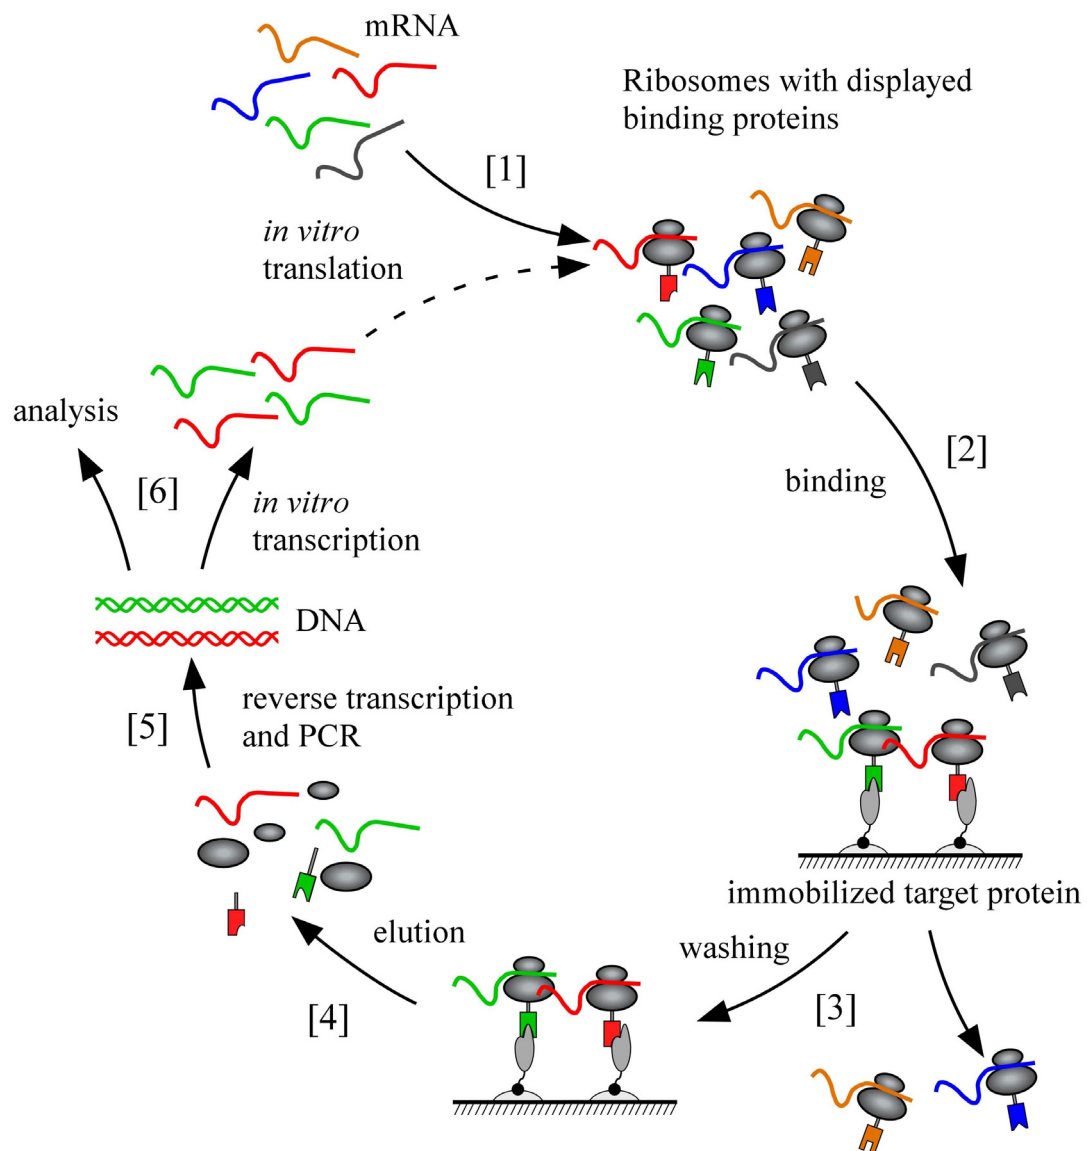 mRNA
Ribosomes with displayed
binding proteins
[1]
in vitro
translation
analysis
[2]
binding
[6]
in vitro
transcription
DNA
reverse transcription
and PCR
[5]
immobilized target protein
elution
washing
[4]
[3]